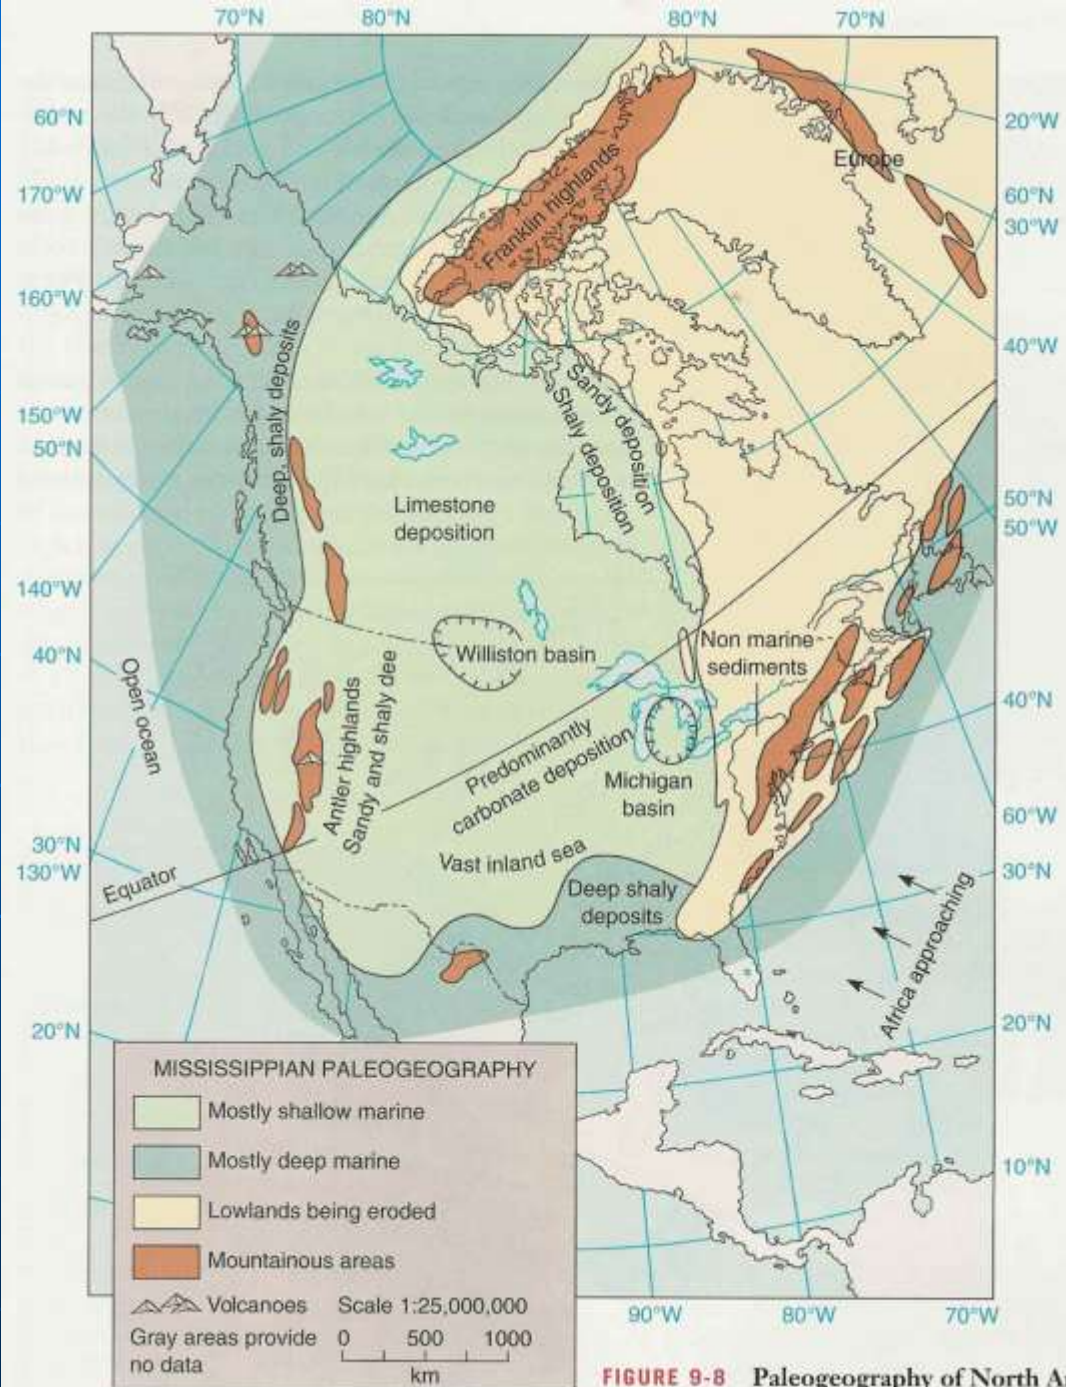 70°N
80°N
80°N
70°N
60°N
170°W
160°W
150°W
50°N
140°W
40°N
30°N
130°W
20°N
20°W
60°N
30°W
40°W
50°N
50°W
40°N
60°W
30°N
20°N
10°N
90°W
80°W
70°W
Europe
Franklin highlands
Deep, shaly deposits
Sandy deposition
Shaly deposition
Limestone
deposition
Non marine
sediments
Williston basin
Open ocean
Antler highlands
Sandy and shaly dee
Predominantly
carbonate deposition
Michigan
basin
Vast inland sea
Equator
Deep shaly
deposits
Africa approaching
MISSISSIPPIAN PALEOGEOGRAPHY
Mostly shallow marine
Mostly deep marine
Lowlands being eroded
Mountainous areas
Volcanoes
Scale 1:25,000,000
Gray areas provide
no data
0 500 1000
km
FIGURE 9-8 Paleogeography of North A